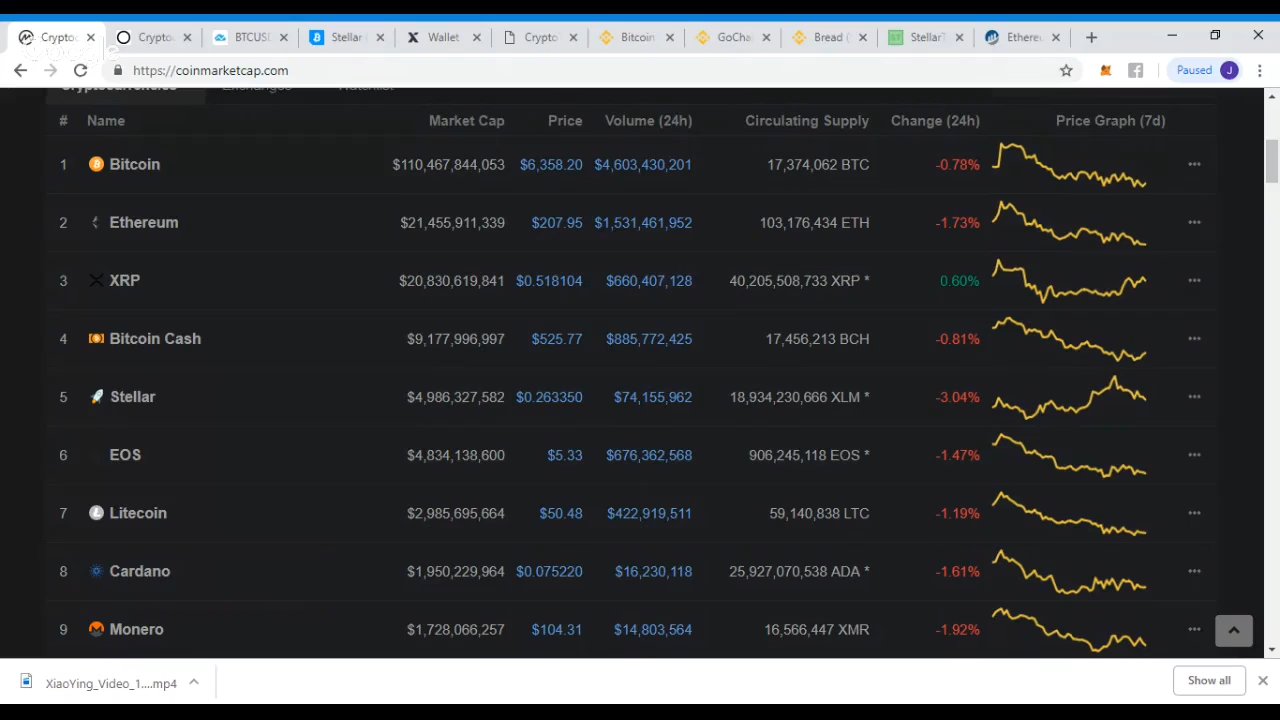 Cryptoc
Crypto
BTCUSD
Stellar
Wallet
Crypto
Bitcoin
GoChai
Bread (
StellarT
Ethereu
https://coinmarketcap.com
Paused J
Cryptocurrencies Exchanges Watchlist
# Name Market Cap Price Volume (24h) Circulating Supply Change (24h) Price Graph (7d)
1 Bitcoin $110,467,844,053 $6,358.20 $4,603,430,201 17,374,062 BTC -0.78%
2 Ethereum $21,455,911,339 $207.95 $1,531,461,952 103,176,434 ETH -1.73%
3 XRP $20,830,619,841 $0.518104 $660,407,128 40,205,508,733 XRP * 0.60%
4 Bitcoin Cash $9,177,996,997 $525.77 $885,772,425 17,456,213 BCH -0.81%
5 Stellar $4,986,327,582 $0.263350 $74,155,962 18,934,230,666 XLM * -3.04%
6 EOS $4,834,138,600 $5.33 $676,362,568 906,245,118 EOS * -1.47%
7 Litecoin $2,985,695,664 $50.48 $422,919,511 59,140,838 LTC -1.19%
8 Cardano $1,950,229,964 $0.075220 $16,230,118 25,927,070,538 ADA * -1.61%
9 Monero $1,728,066,257 $104.31 $14,803,564 16,566,447 XMR -1.92%
XiaoYing_Video_1....mp4
Show all